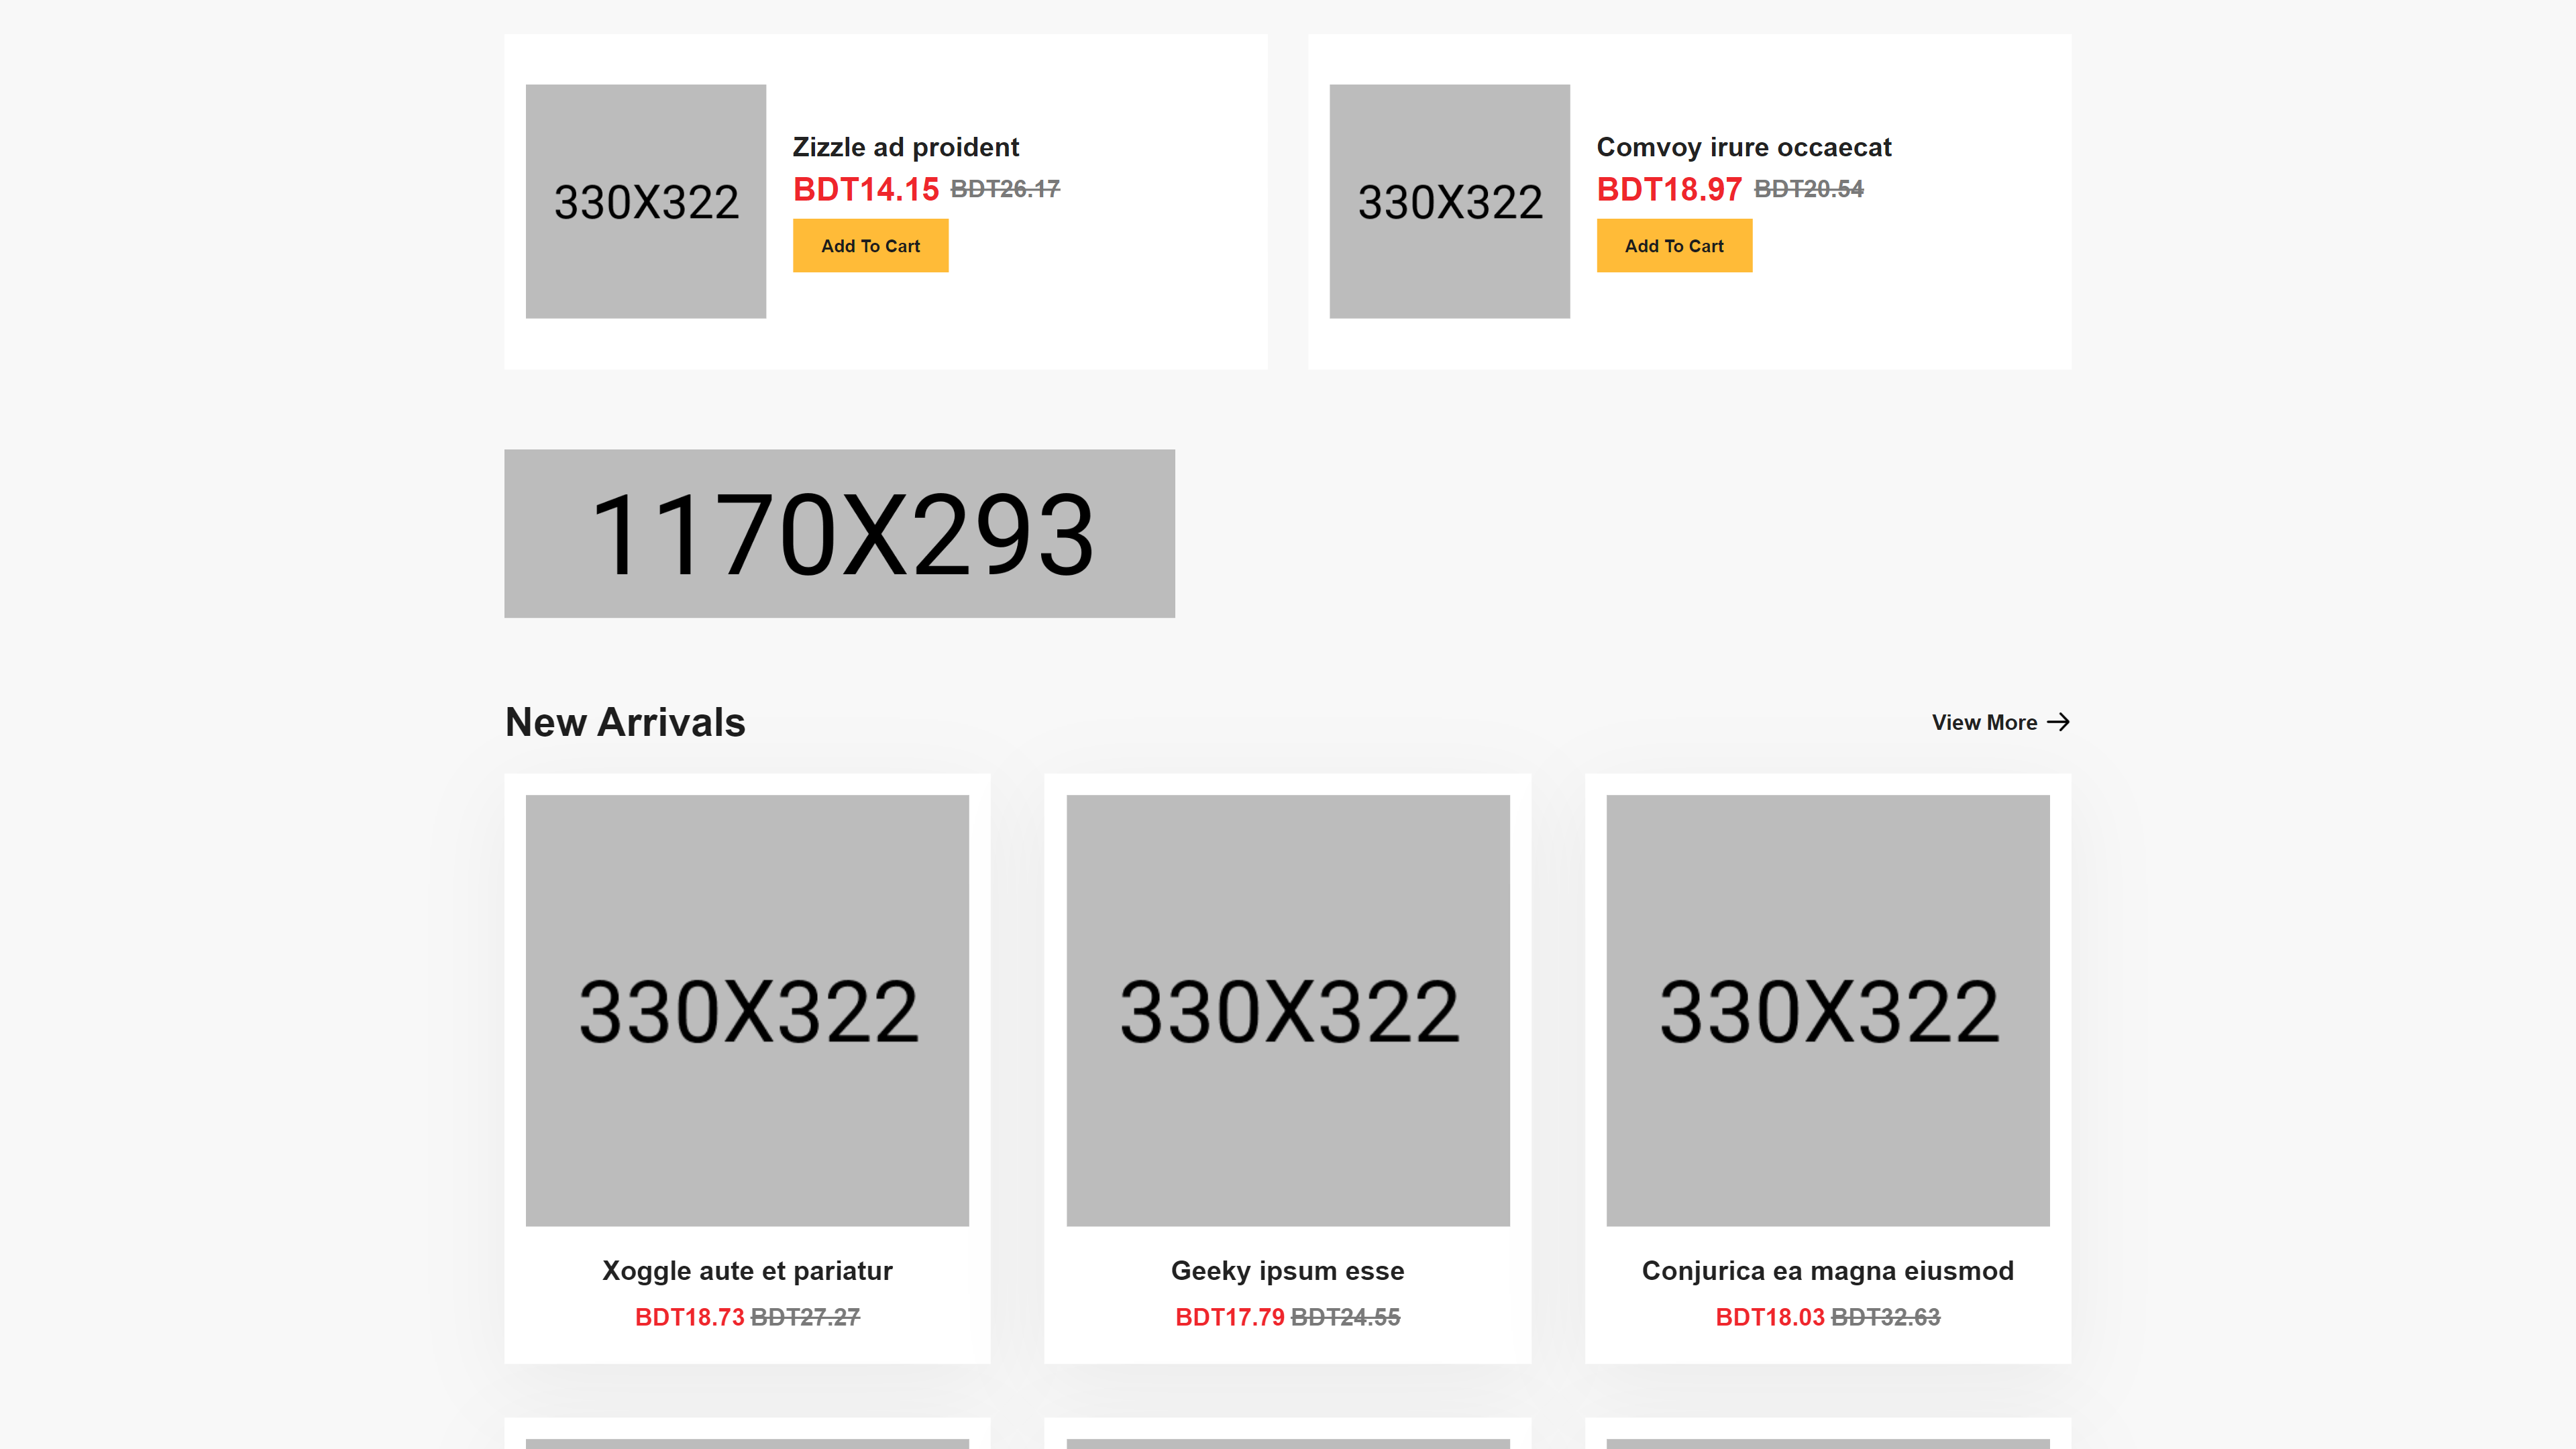 330X322
Zizzle ad proident
BDT14.15 BDT26.17
Add To Cart
330X322
Comvoy irure occaecat
BDT18.97 BDT20.54
Add To Cart
1170X293
New Arrivals
View More
330X322
Xoggle aute et pariatur
BDT18.73 BDT27.27
330X322
Geeky ipsum esse
BDT17.79 BDT24.55
330X322
Conjurica ea magna eiusmod
BDT18.03 BDT32.63